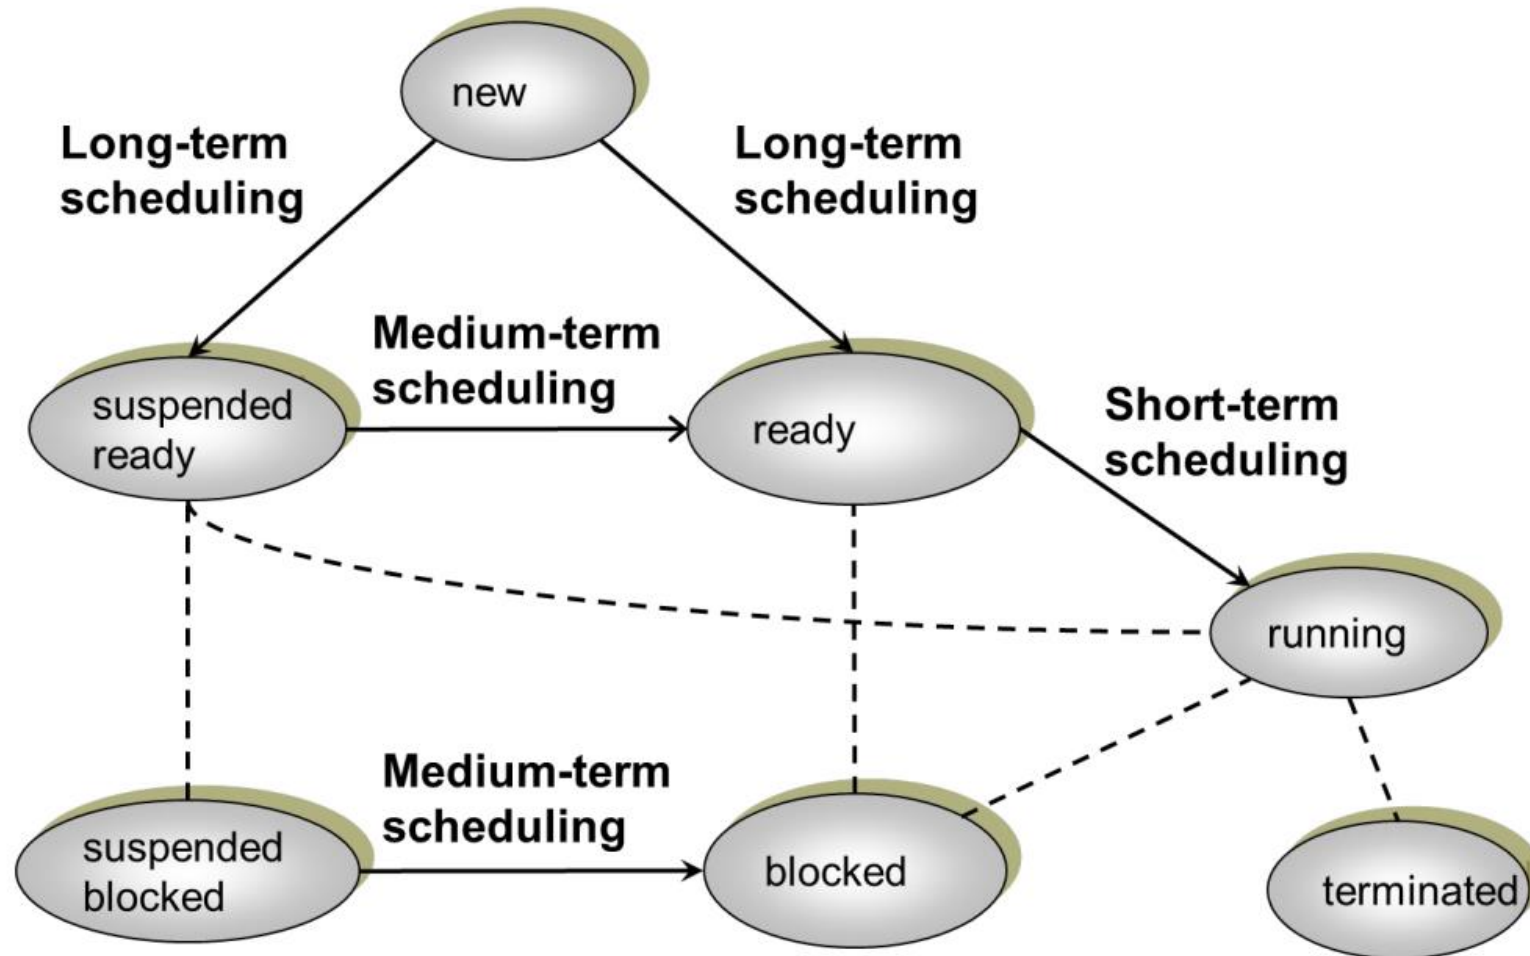 new
Long-term
scheduling
Long-term
scheduling
Medium-term
scheduling
suspended
ready
ready
Short-term
scheduling
running
Medium-term
scheduling
suspended
blocked
blocked
terminated